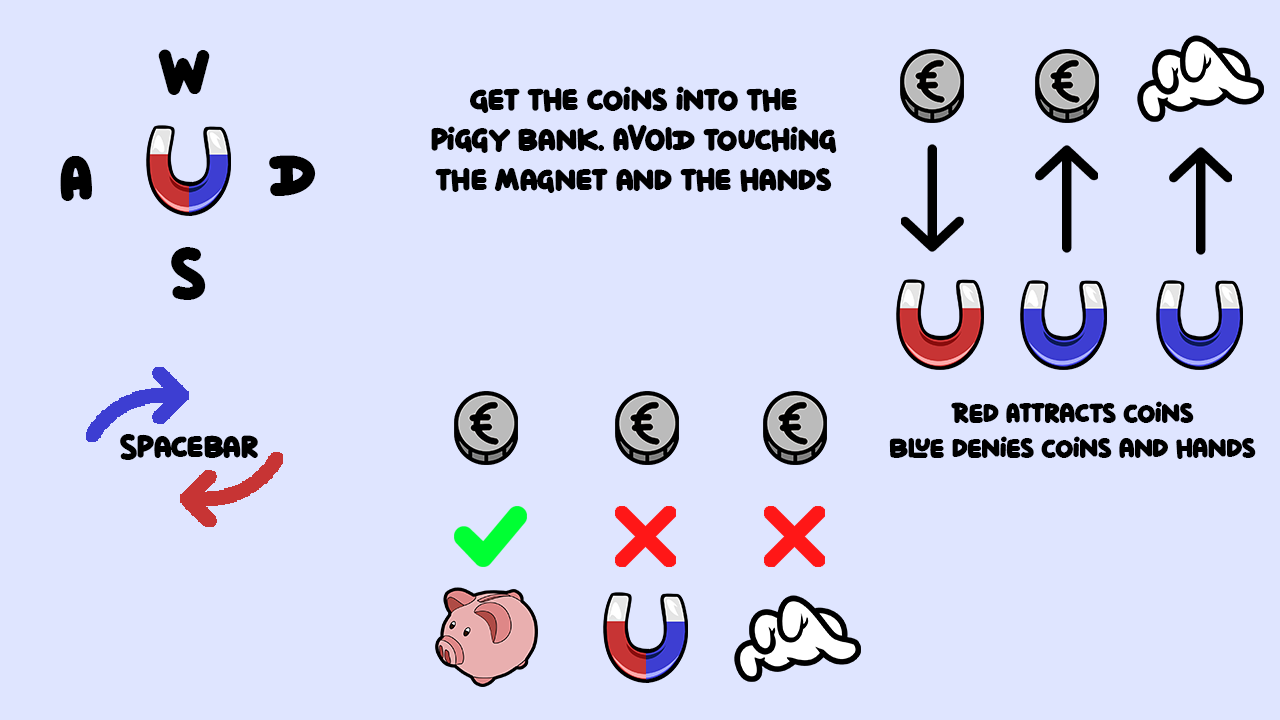 W
A
D
S
SPACEBAR
GET THE COINS INTO THE
PIGGY BANK. AVOID TOUCHING
THE MAGNET AND THE HANDS
€
€
RED ATTRACTS COINS
BLUE DENIES COINS AND HANDS
€
€
€